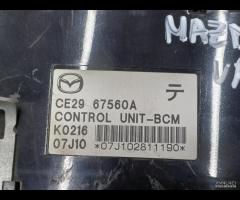 MAZ
CE29 67560A
テ
CONTROL UNIT-BCM
K0216
07J10 *07J102811190*